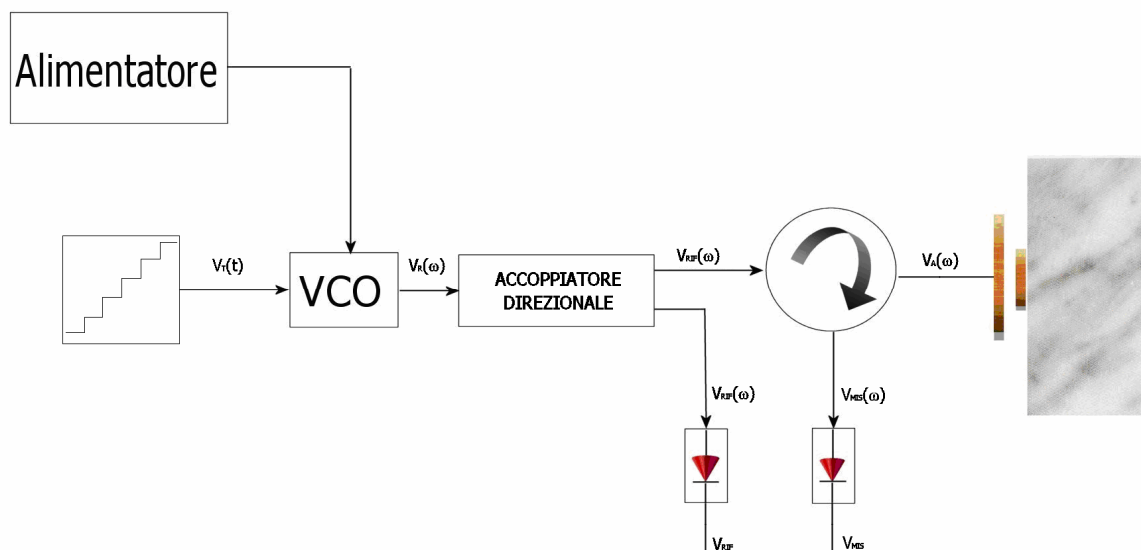 Alimentatore
VT(t)
VCO
VR(ω)
ACCOPPIATORE
DIREZIONALE
VRIF(ω)
VA(ω)
VRIF(ω)
VMIS(ω)
VRIF
VMIS